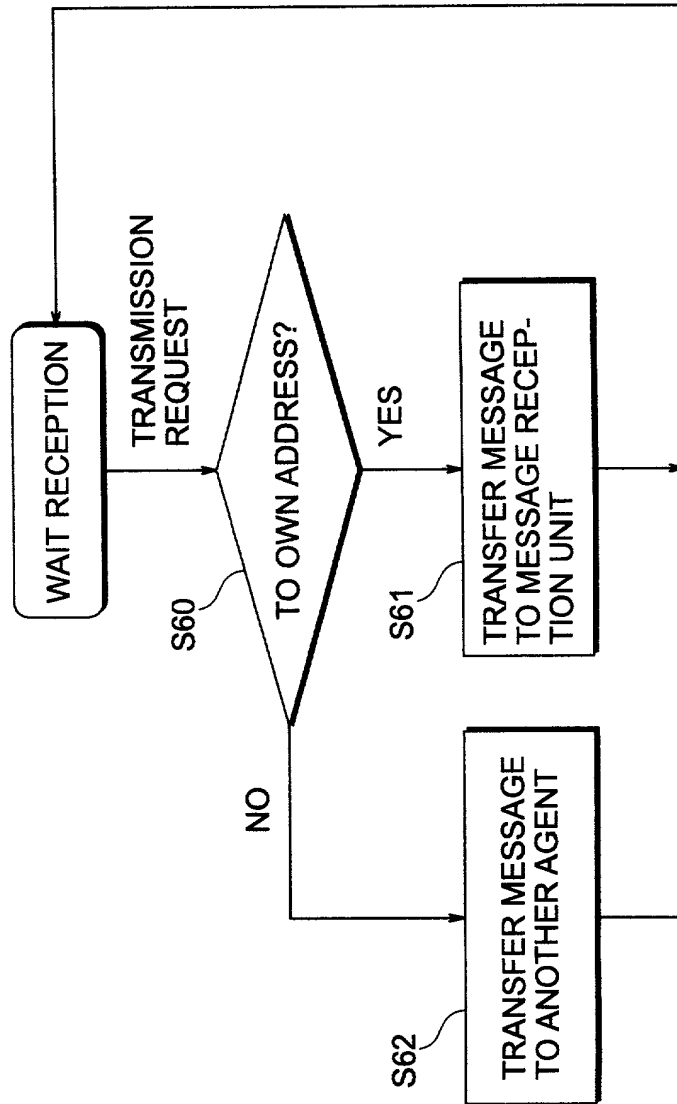 WAIT RECEPTION
TRANSMISSION
REQUEST
S60
TO OWN ADDRESS?
NO
YES
S62
TRANSFER MESSAGE
TO ANOTHER AGENT
S61
TRANSFER MESSAGE
TO MESSAGE RECEP-
TION UNIT